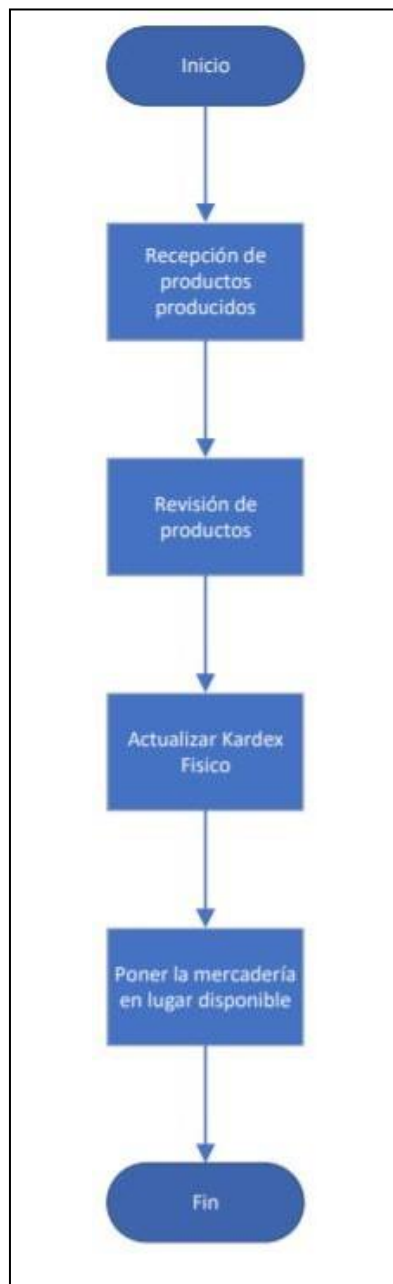 Inicio
Recepción de
productos
producidos
Revisión de
productos
Actualizar Kardex
Fisico
Poner la mercadería
en lugar disponible
Fin